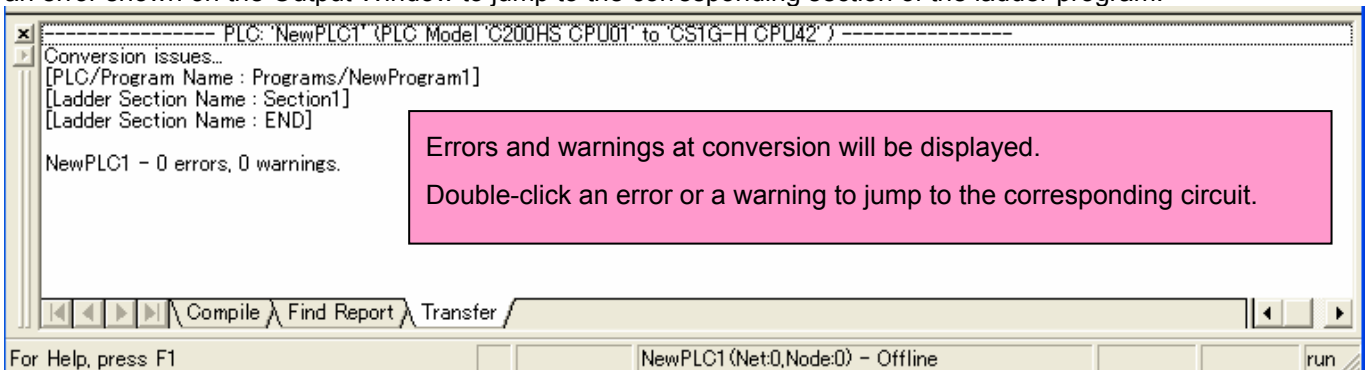 an error shown on the Output Window to jump to the corresponding section of the ladder program.
---------------- PLC: 'NewPLC1' (PLC Model 'C200HS CPU01' to 'CS1G-H CPU42' ) ----------------
Conversion issues...
[PLC/Program Name : Programs/NewProgram1]
[Ladder Section Name : Section1]
[Ladder Section Name : END]
NewPLC1 - 0 errors, 0 warnings.
Errors and warnings at conversion will be displayed.
Double-click an error or a warning to jump to the corresponding circuit.
Compile Find Report Transfer
For Help, press F1 NewPLC1(Net:0,Node:0) - Offline run